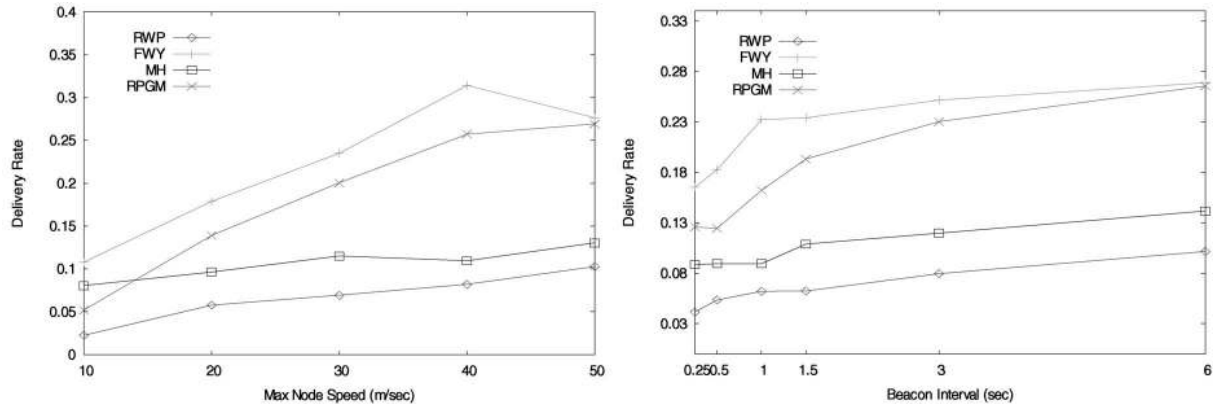 0.4
0.35
0.3
0.25
0.2
0.15
0.1
0.05
0
Delivery Rate
RWP
FWY
MH
RPGM
10 20 30 40 50
Max Node Speed (m/sec)
0.33
0.28
0.23
0.18
0.13
0.08
0.03
Delivery Rate
RWP
FWY
MH
RPGM
0.25 0.5 1 1.5 3 6
Beacon Interval (sec)